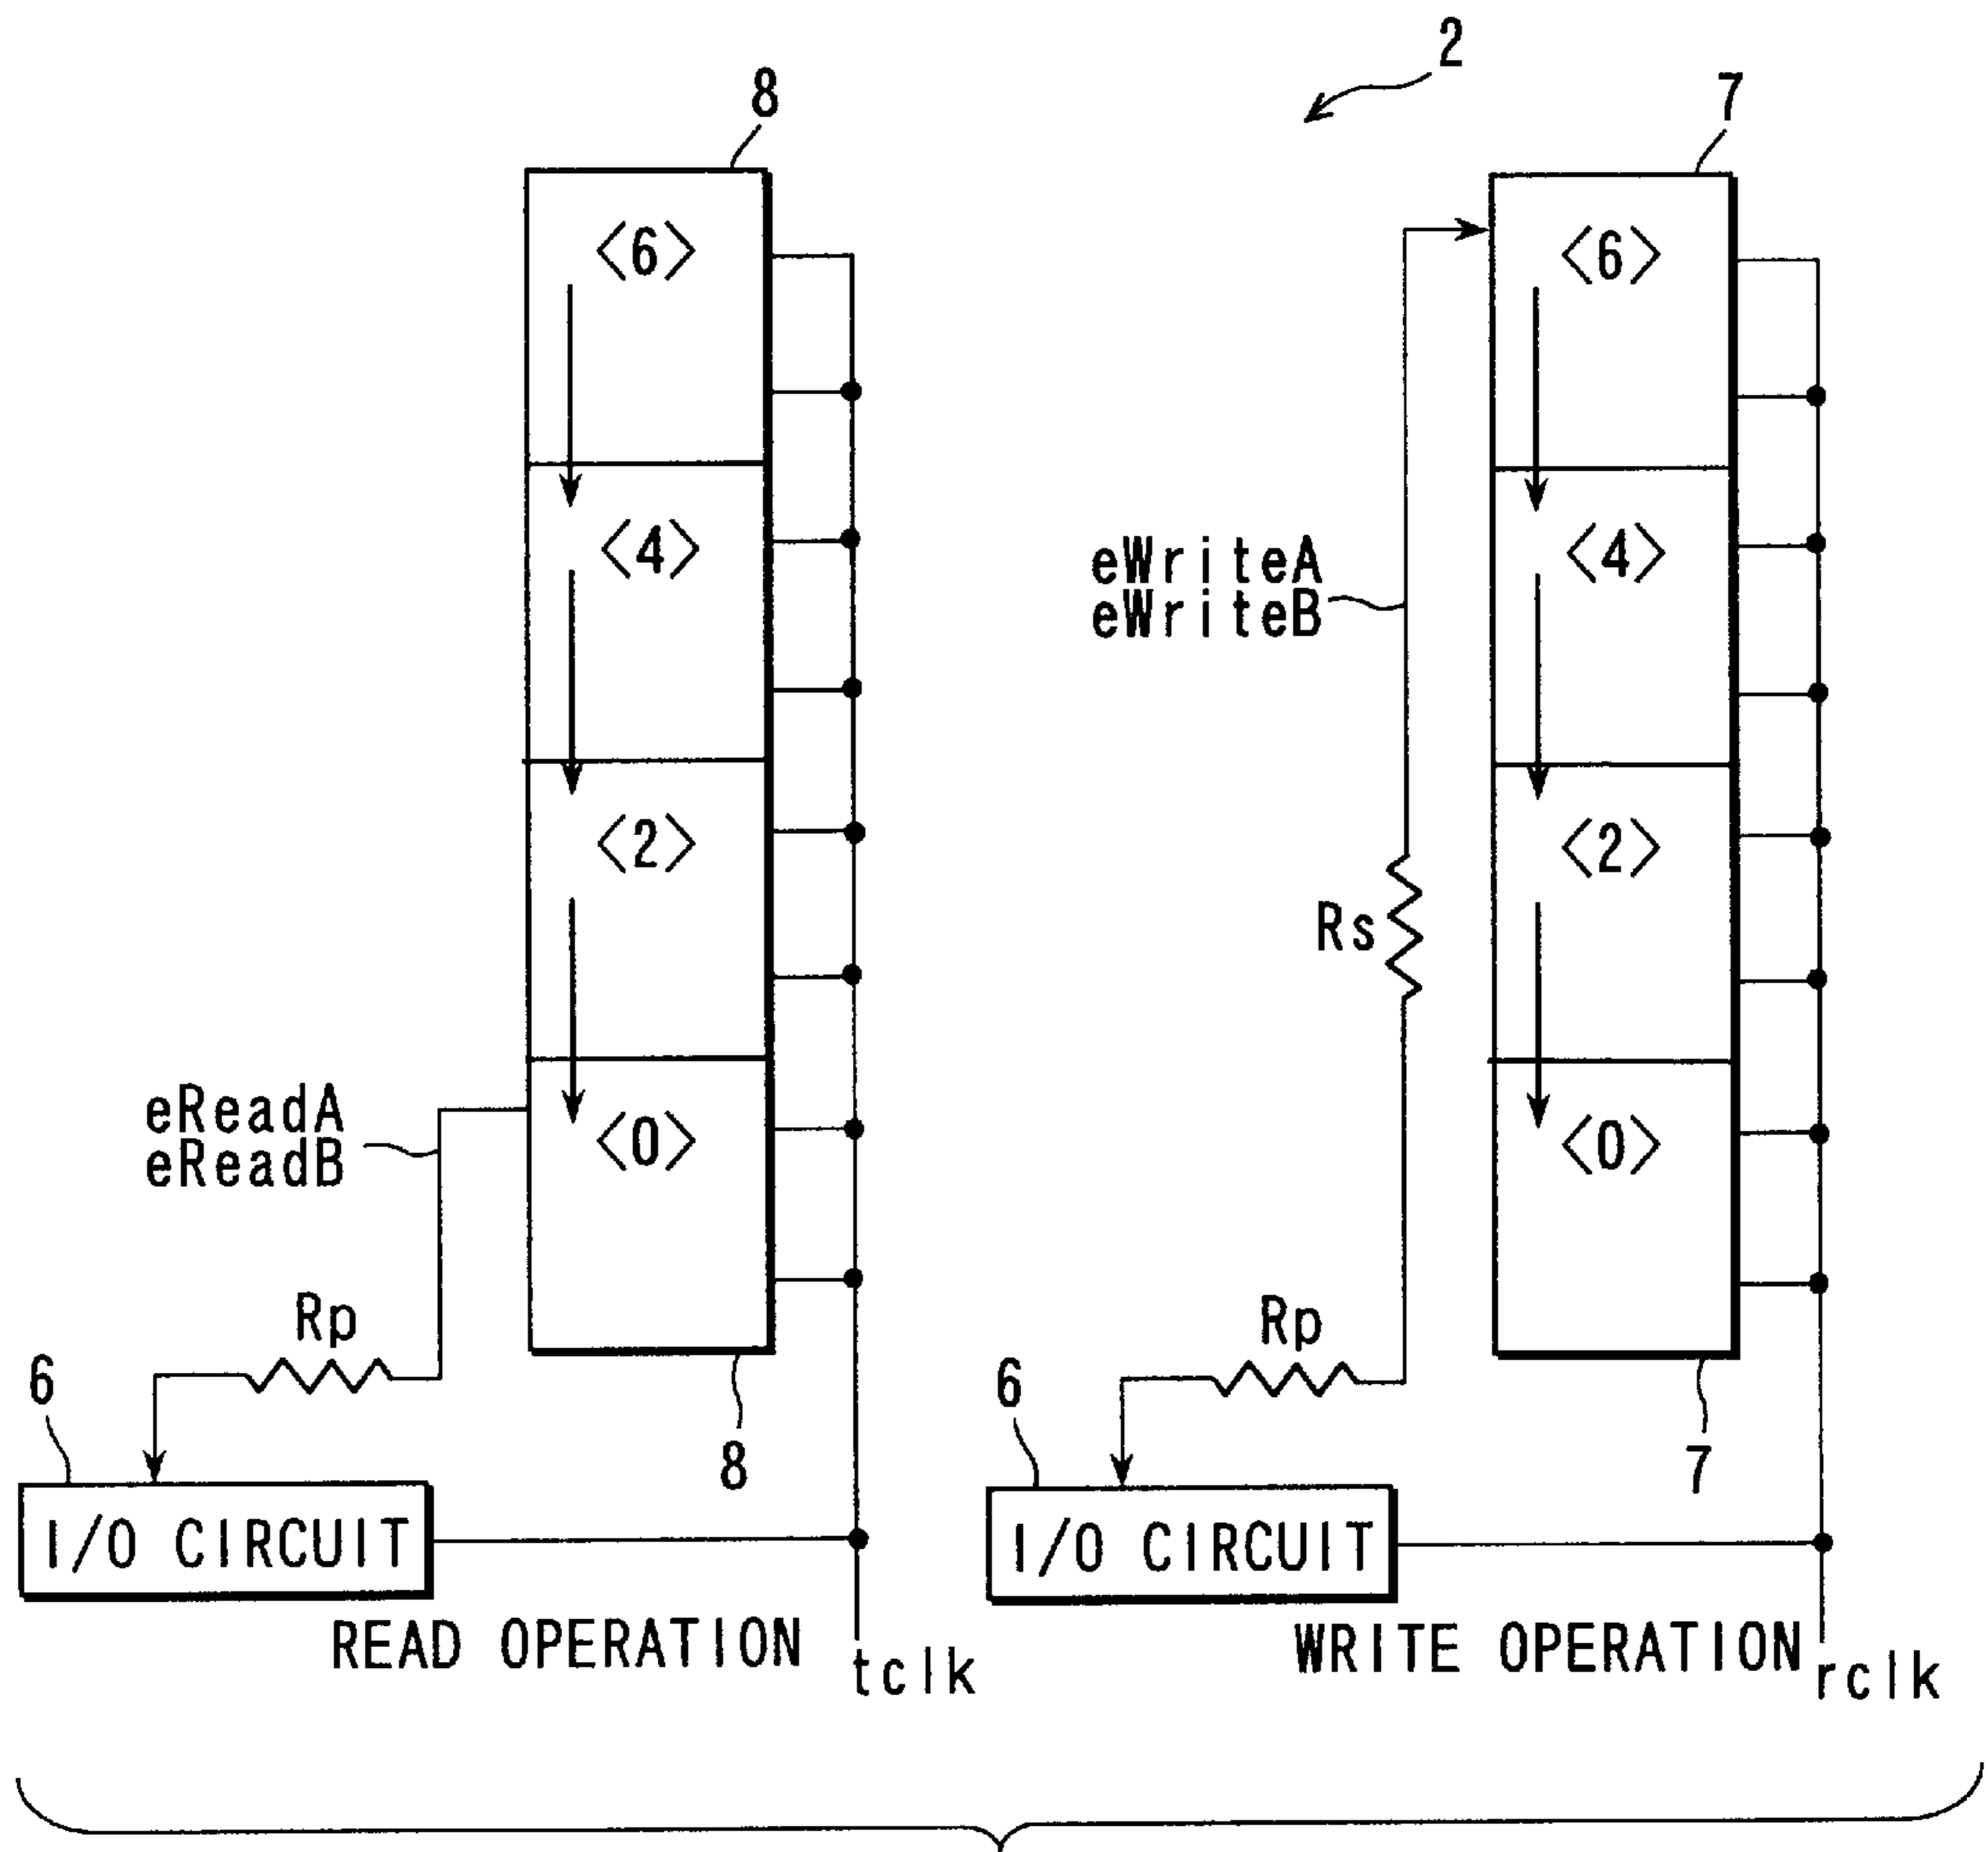 2
8
7
<6>
<6>
<4>
<4>
eWriteA
eWriteB
<2>
<2>
Rs
eReadA
eReadB
<0>
<0>
Rp
Rp
6
8
6
7
I/O CIRCUIT
I/O CIRCUIT
READ OPERATION
tclk
WRITE OPERATION
rclk